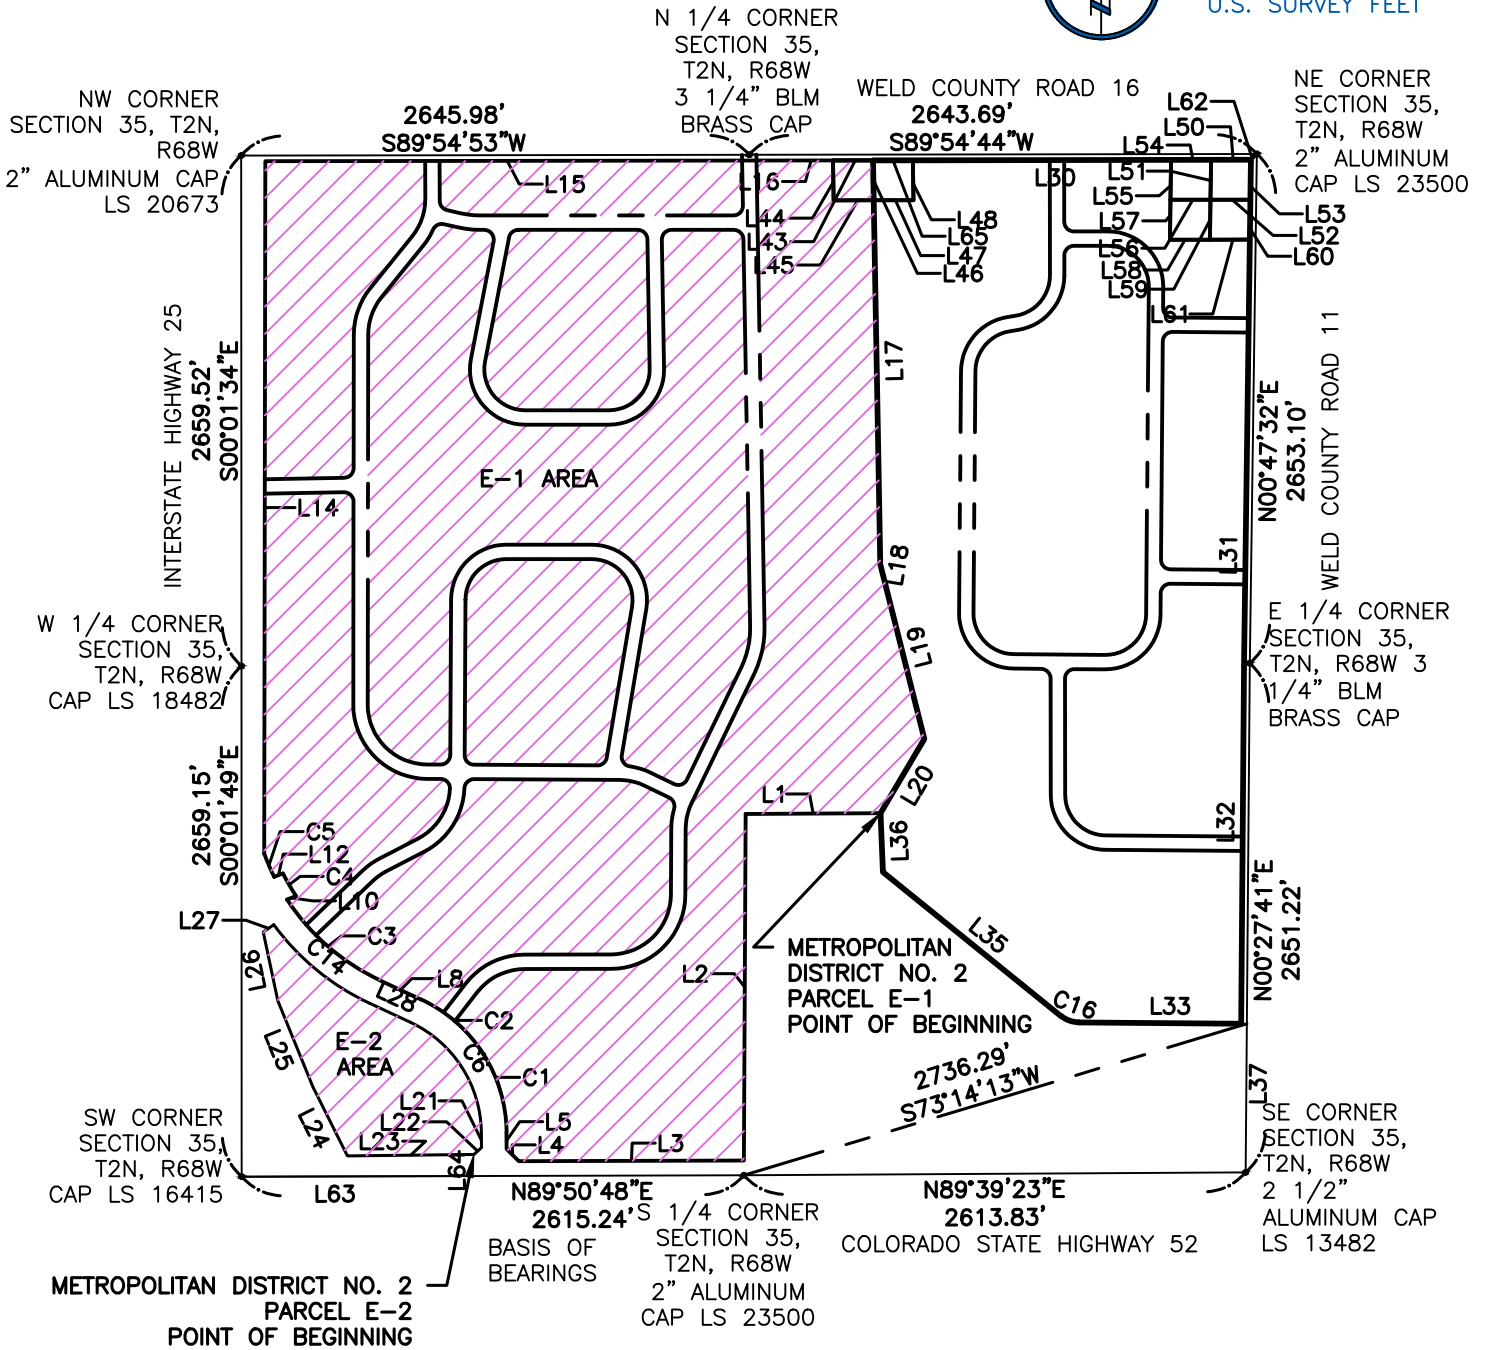 U.S. SURVEY FEET
N 1/4 CORNER
SECTION 35,
T2N, R68W
3 1/4" BLM
BRASS CAP
WELD COUNTY ROAD 16
2643.69'
S89°54'44"W
NE CORNER
SECTION 35,
T2N, R68W
2" ALUMINUM
CAP LS 23500
NW CORNER
SECTION 35, T2N,
R68W
2" ALUMINUM CAP
LS 20673
2645.98'
S89°54'53"W
L62
L50
L54
L51
L55
L57
L56
L58
L59
L61
L53
L52
L60
L15
L16
L44
L43
L45
L30
L48
L65
L47
L46
L17
INTERSTATE HIGHWAY 25
2659.52'
S00°01'34"E
N00°47'32"E
2653.10'
WELD COUNTY ROAD 11
E-1 AREA
L14
L18
L31
L19
W 1/4 CORNER
SECTION 35,
T2N, R68W
CAP LS 18482
E 1/4 CORNER
SECTION 35,
T2N, R68W 3
1/4" BLM
BRASS CAP
2659.15'
S00°01'49"E
L1
L20
L32
L36
C5
L12
C4
L10
L27
C3
C14
L26
L8
L28
L2
L35
METROPOLITAN
DISTRICT NO. 2
PARCEL E-1
POINT OF BEGINNING
N00°27'41"E
2651.22'
C16
L33
C2
C6
E-2
AREA
L25
C1
2736.29'
S73°14'13"W
L37
L21
L22
L23
L24
L5
L4
L3
L64
SW CORNER
SECTION 35,
T2N, R68W
CAP LS 16415
L63
N89°50'48"E
2615.24'
BASIS OF
BEARINGS
S 1/4 CORNER
SECTION 35,
T2N, R68W
2" ALUMINUM
CAP LS 23500
N89°39'23"E
2613.83'
COLORADO STATE HIGHWAY 52
SE CORNER
SECTION 35,
T2N, R68W
2 1/2"
ALUMINUM CAP
LS 13482
METROPOLITAN DISTRICT NO. 2
PARCEL E-2
POINT OF BEGINNING